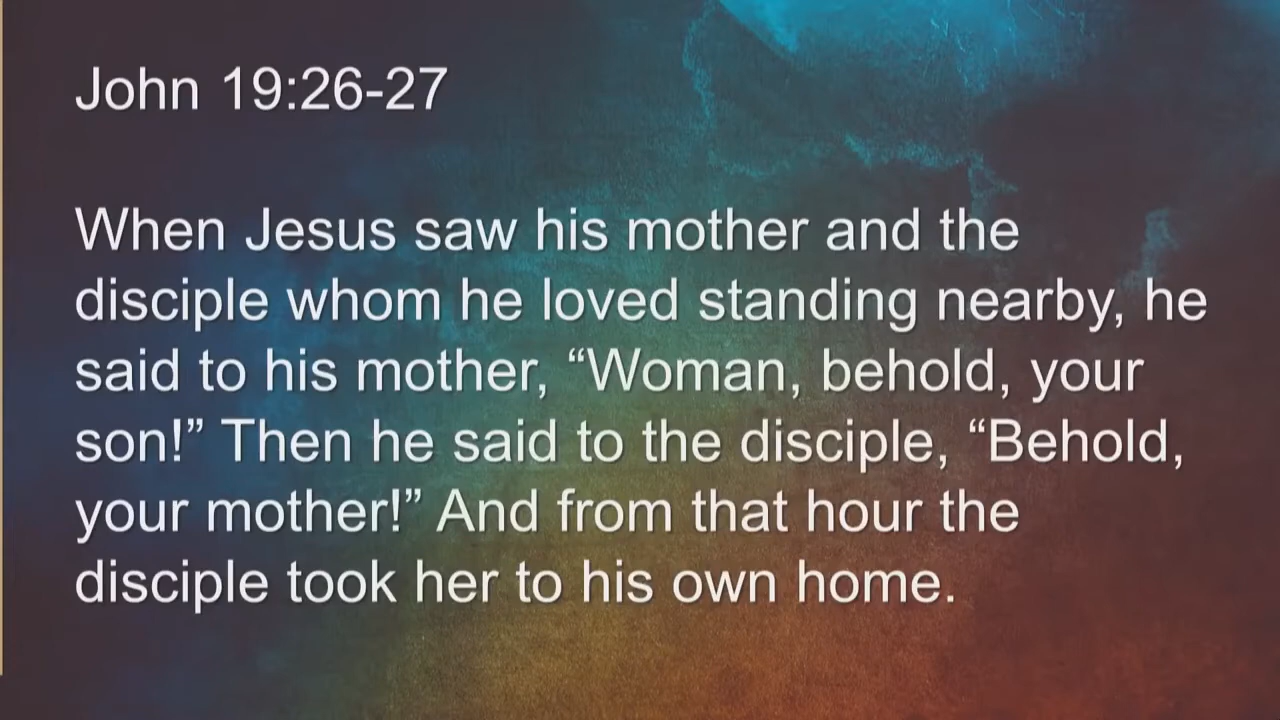 John 19:26-27
When Jesus saw his mother and the
disciple whom he loved standing nearby, he
said to his mother, “Woman, behold, your
son!” Then he said to the disciple, “Behold,
your mother!” And from that hour the
disciple took her to his own home.